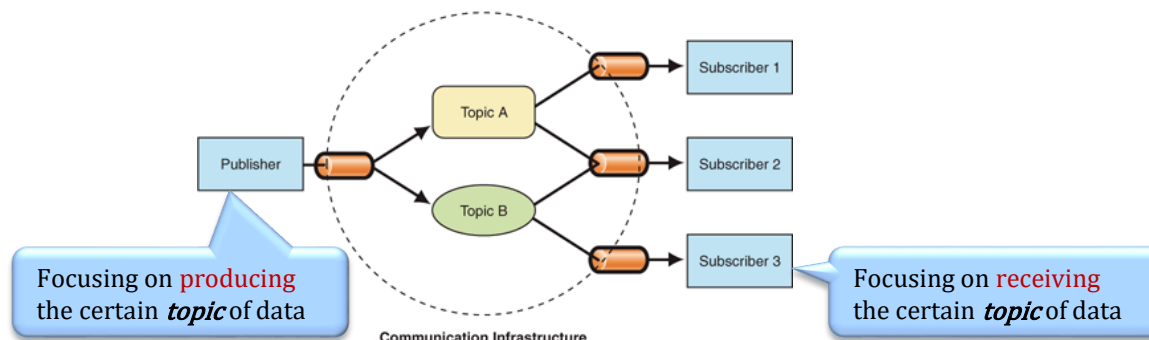 Subscriber 1
Topic A
Publisher
Subscriber 2
Topic B
Subscriber 3
Focusing on producing
the certain topic of data
Focusing on receiving
the certain topic of data
Communication Infrastructure